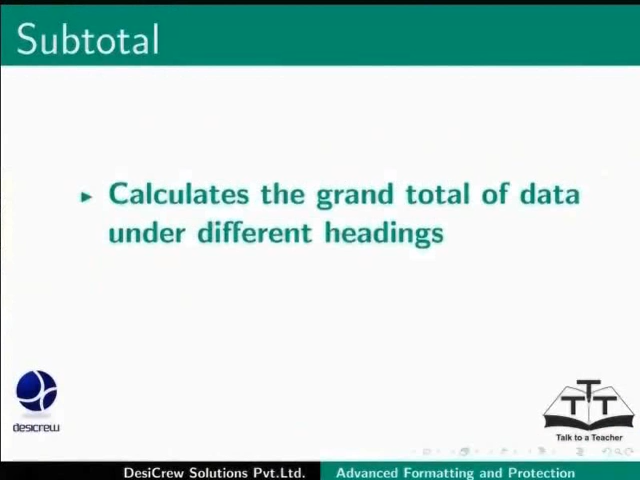 Subtotal
Calculates the grand total of data
under different headings
desicrew
T T T
Talk to a Teacher
DesiCrew Solutions Pvt.Ltd. Advanced Formatting and Protection